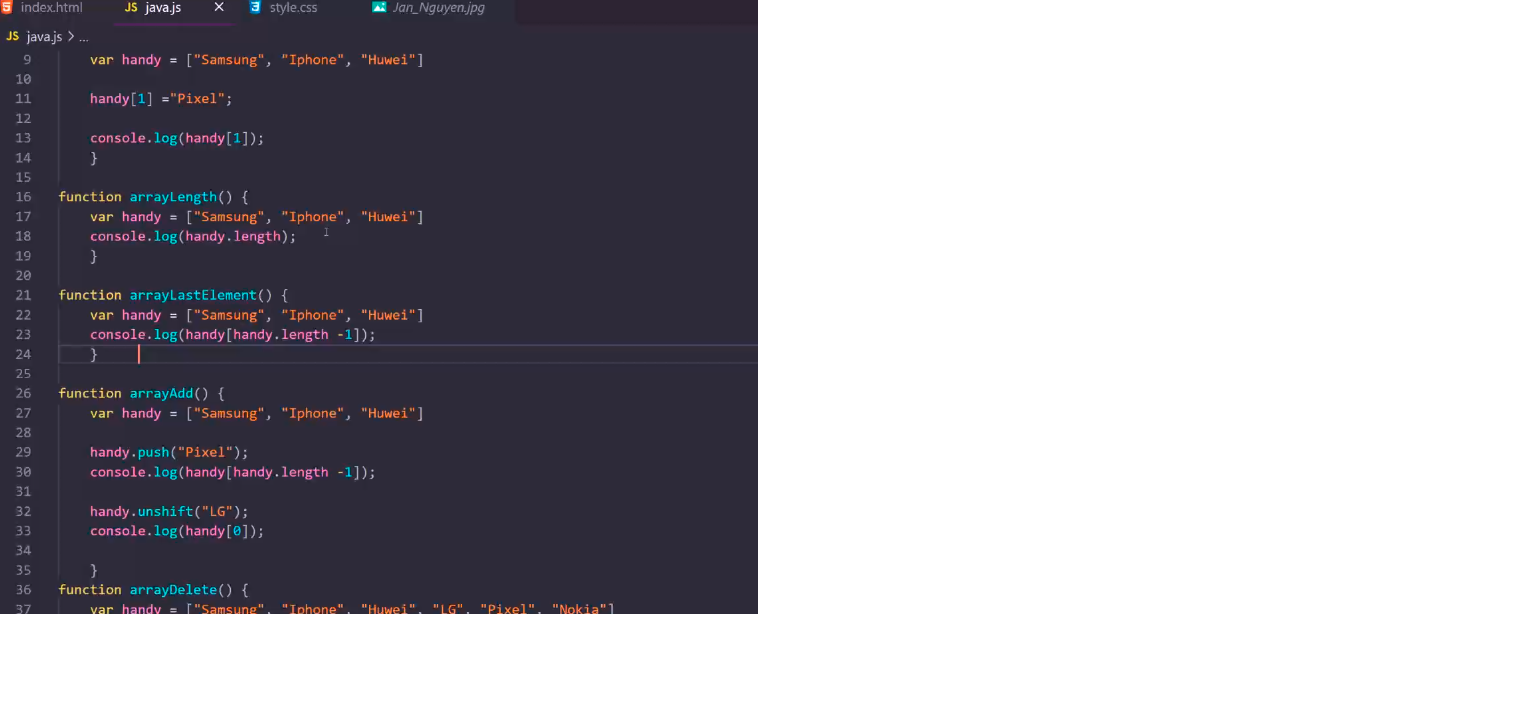 index.html JS java.js × style.css Jan_Nguyen.jpg
JS java.js > ...
9 var handy = ["Samsung", "Iphone", "Huwei"]
10
11 handy[1] ="Pixel";
12
13 console.log(handy[1]);
14 }
15
16 function arrayLength() {
17 var handy = ["Samsung", "Iphone", "Huwei"]
18 console.log(handy.length);
19 }
20
21 function arrayLastElement() {
22 var handy = ["Samsung", "Iphone", "Huwei"]
23 console.log(handy[handy.length -1]);
24 }
25
26 function arrayAdd() {
27 var handy = ["Samsung", "Iphone", "Huwei"]
28
29 handy.push("Pixel");
30 console.log(handy[handy.length -1]);
31
32 handy.unshift("LG");
33 console.log(handy[0]);
34
35 }
36 function arrayDelete() {
37 var handy = ["Samsung", "Iphone", "Huwei", "LG", "Pixel", "Nokia"]